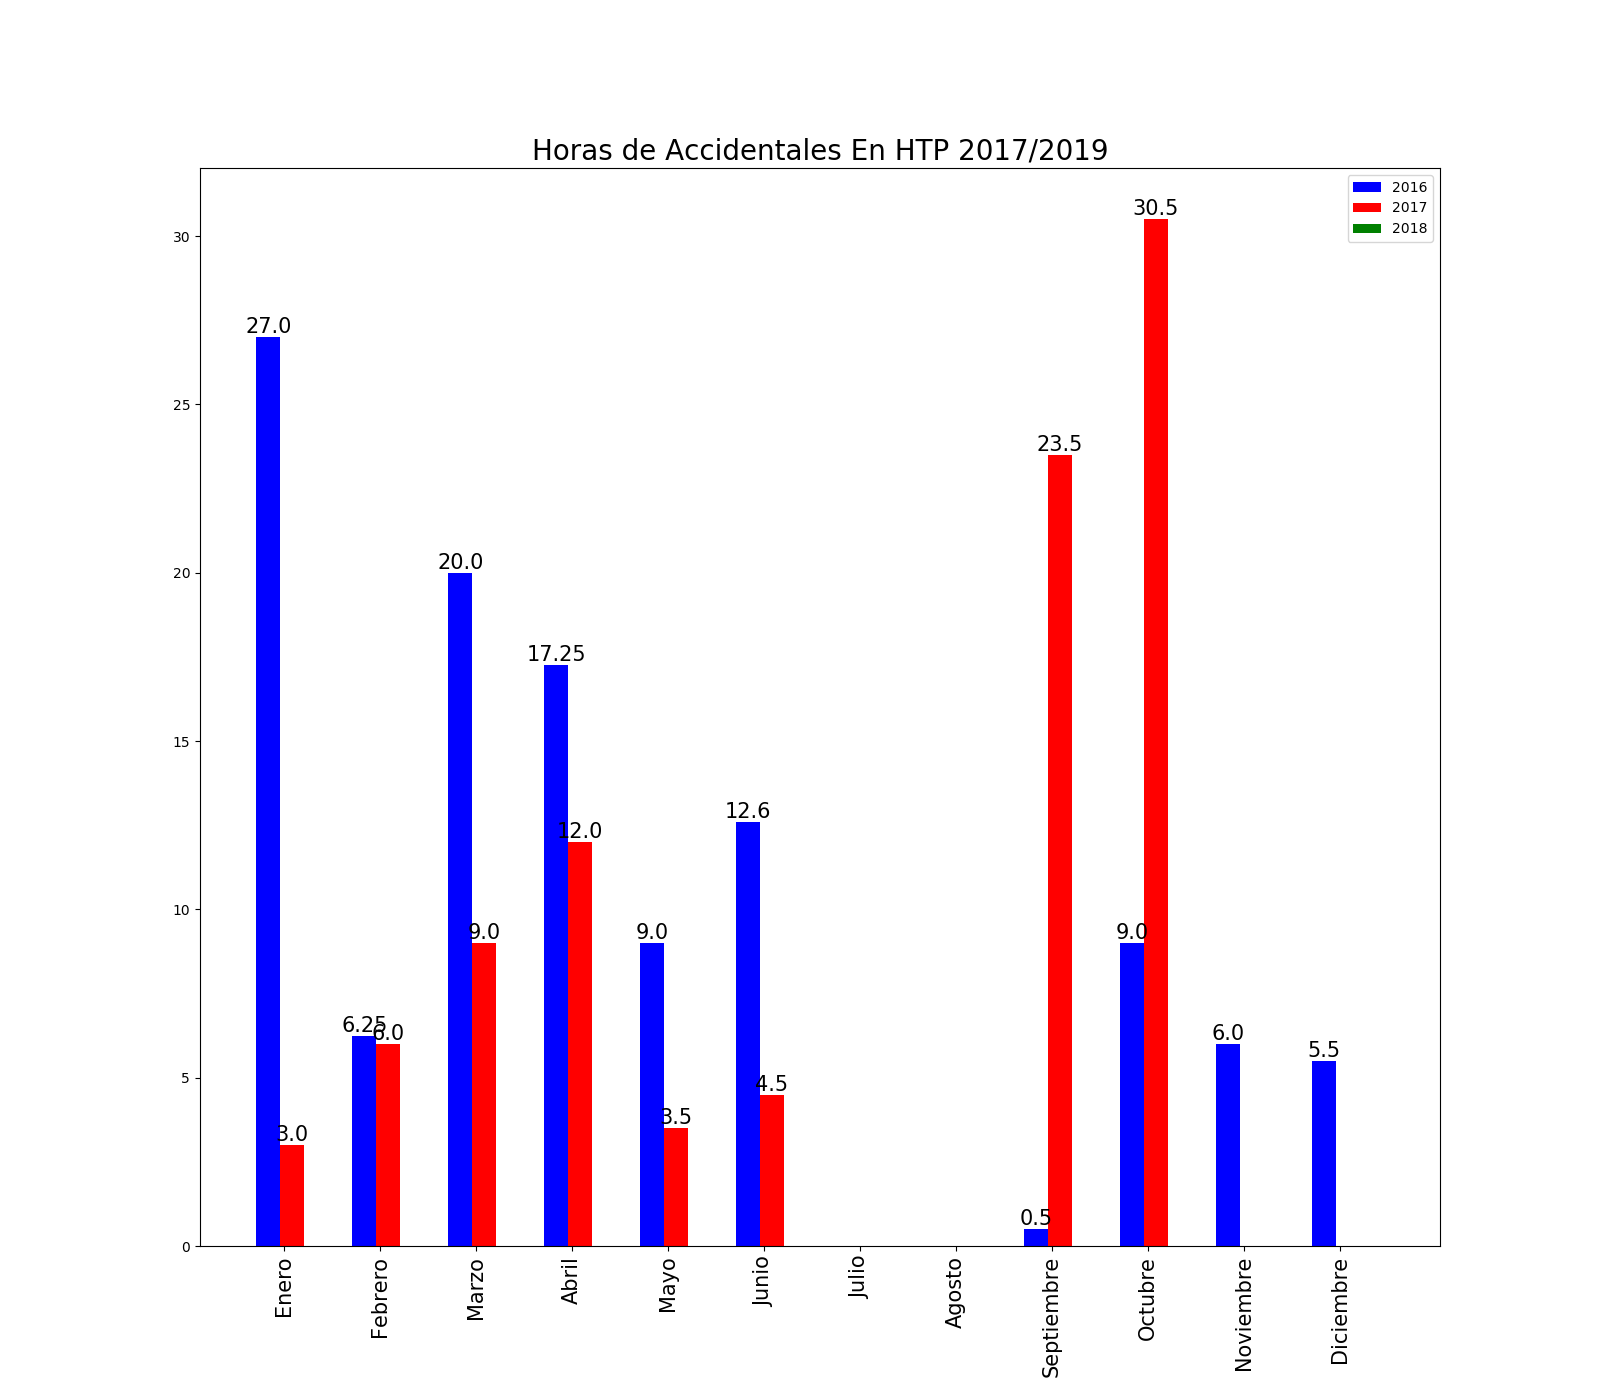 Horas de Accidentales En HTP 2017/2019
2016
2017
2018
30
25
20
15
10
5
0
27.0
3.0
6.25
6.0
20.0
9.0
17.25
12.0
9.0
3.5
12.6
4.5
0.5
23.5
9.0
30.5
6.0
5.5
Enero
Febrero
Marzo
Abril
Mayo
Junio
Julio
Agosto
Septiembre
Octubre
Noviembre
Diciembre